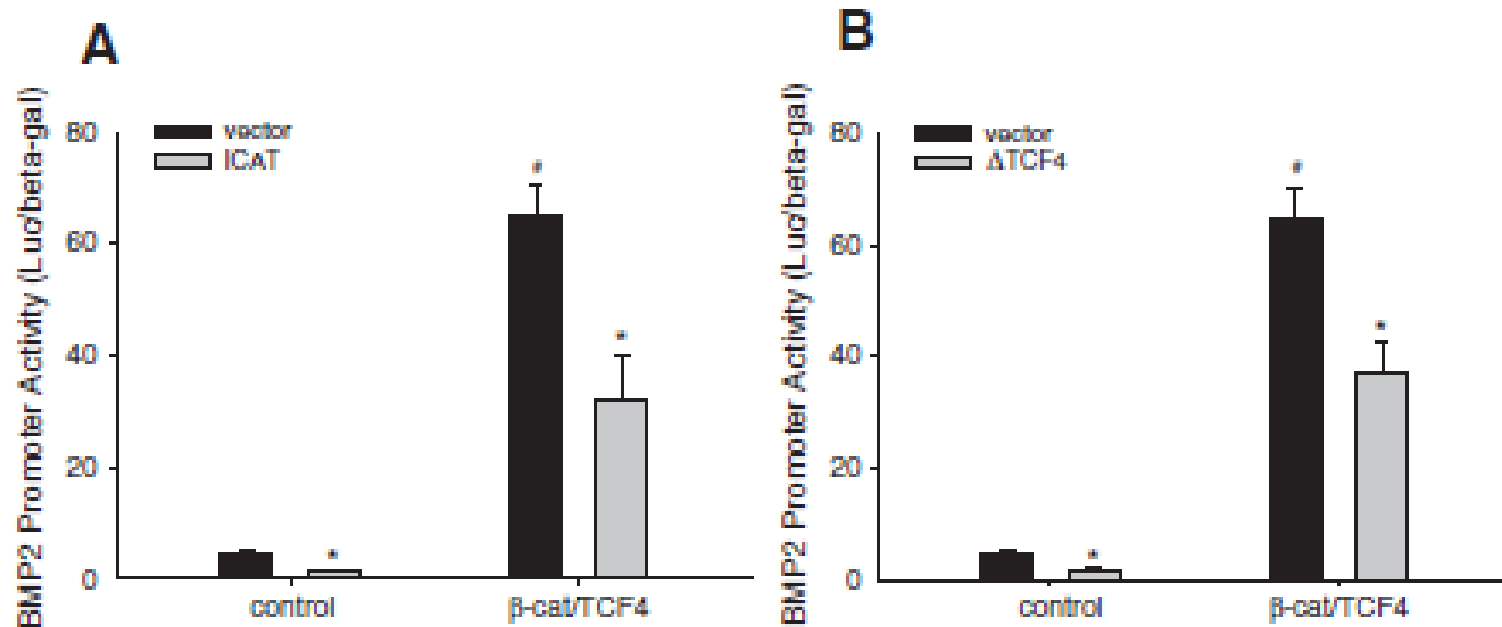 A
BMP2 Promoter Activity (Luc/beta-gal)
80
60
40
20
0
vector
ICAT
#
*
*
control
β-cat/TCF4
B
BMP2 Promoter Activity (Luc/beta-gal)
80
60
40
20
0
vector
ΔTCF4
#
*
*
control
β-cat/TCF4